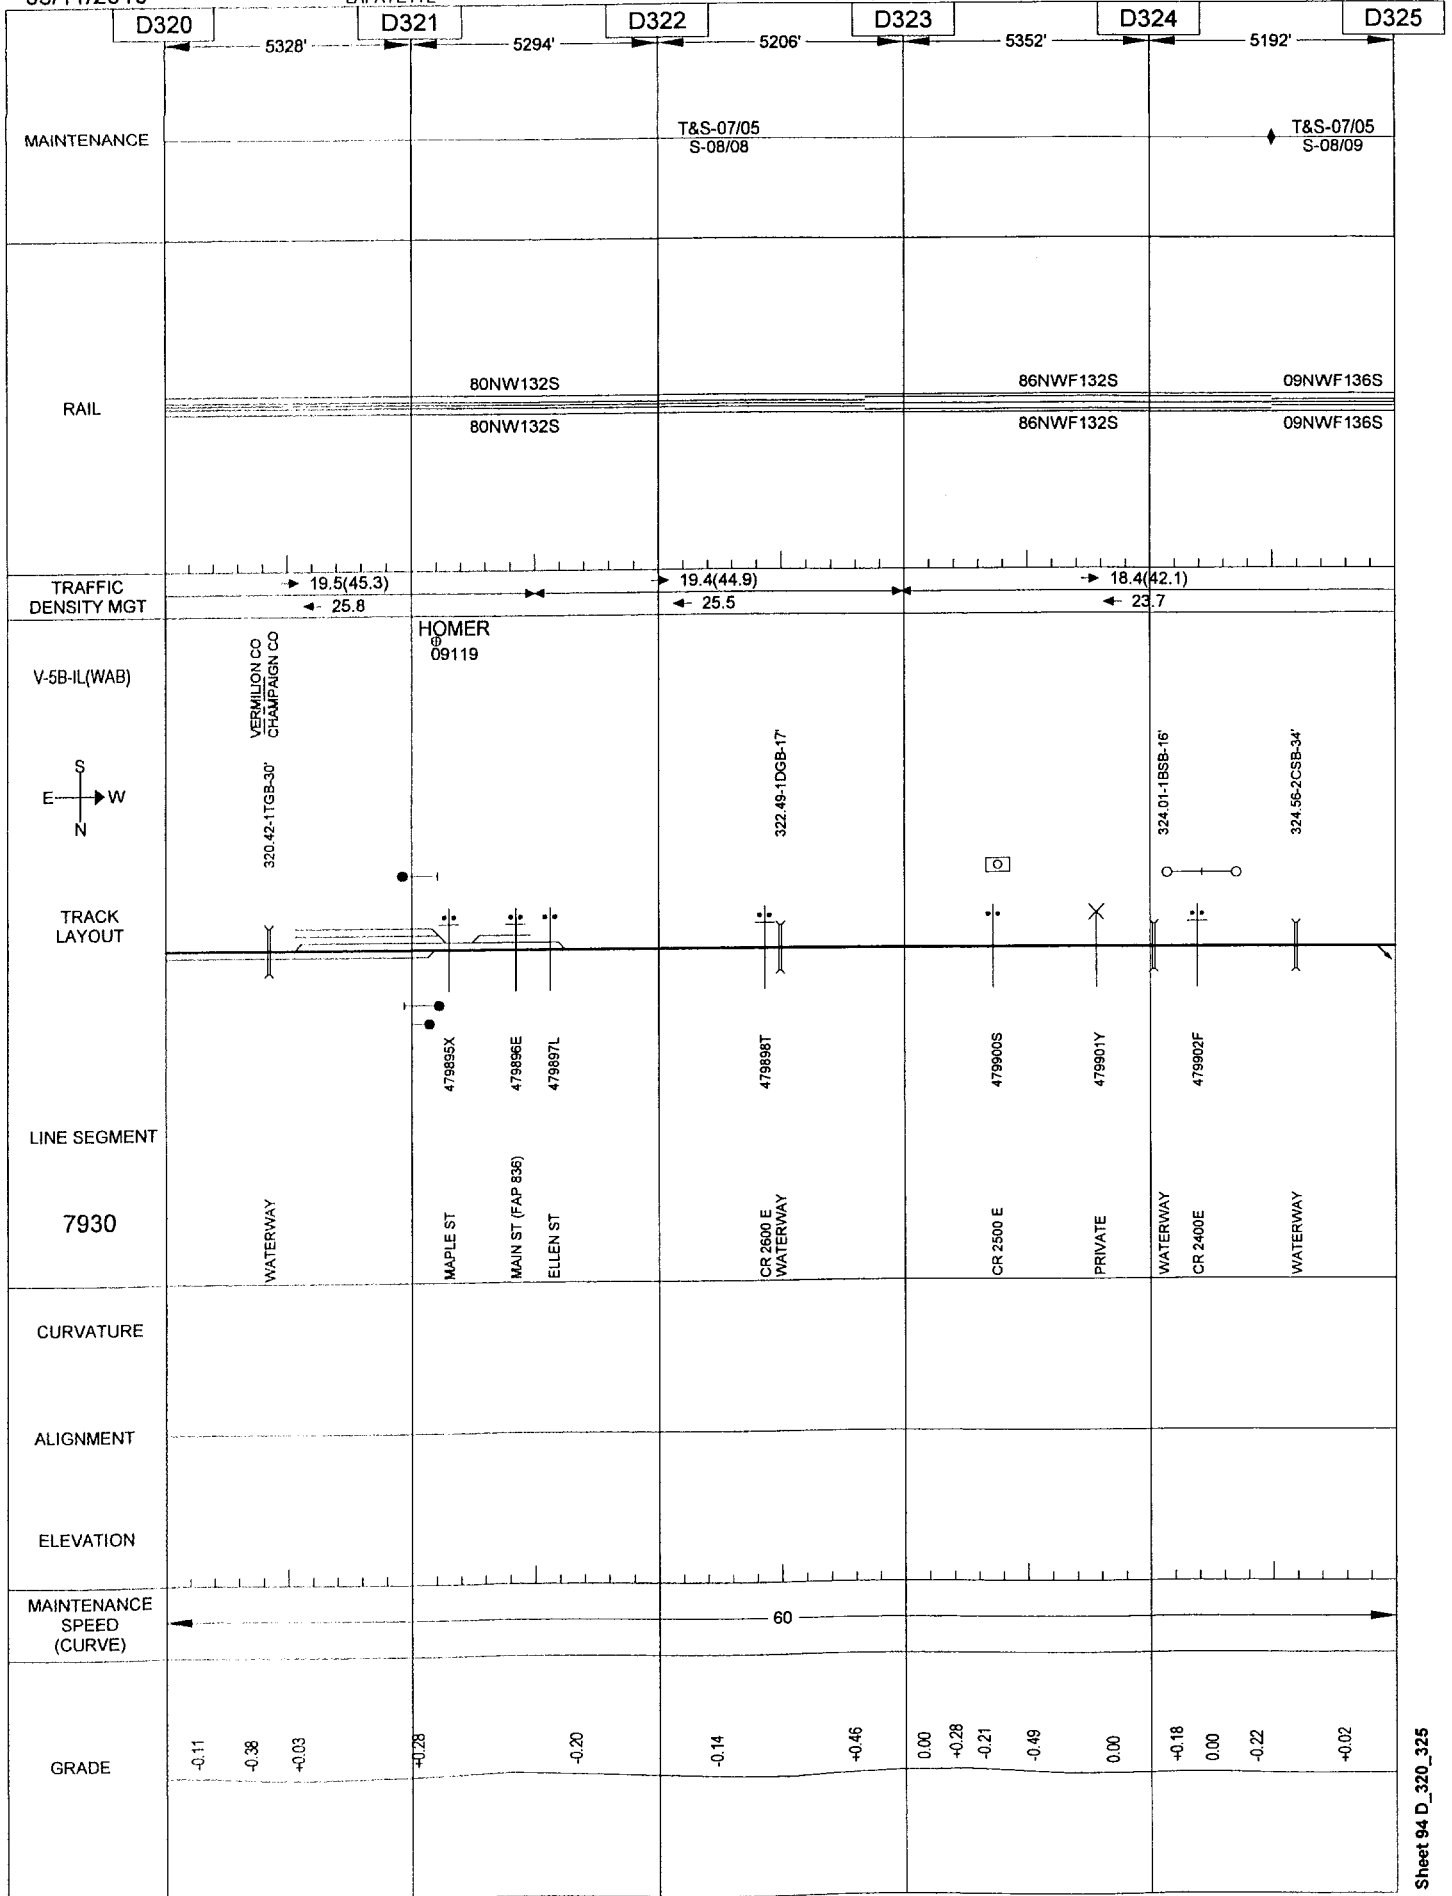 D320 D321 D322 D323 D324 D325
5328' 5294' 5206' 5352' 5192'
MAINTENANCE
T&S-07/05
S-08/08
T&S-07/05
S-08/09
RAIL
80NW132S 86NWF132S 09NWF136S
80NW132S 86NWF132S 09NWF136S
TRAFFIC
DENSITY MGT
19.5(45.3) 19.4(44.9) 18.4(42.1)
25.8 25.5 23.7
HOMER
09119
V-5B-IL(WAB)
VERMILION CO
CHAMPAIGN CO
S
E W
N
320.42-1TGB-30'
322.49-1DGB-17'
324.01-1BSB-16'
324.56-2CSB-34'
TRACK
LAYOUT
479895X
479896E
479897L
479898T
479900S
479901Y
479902F
LINE SEGMENT
7930
WATERWAY
MAPLE ST
MAIN ST (FAP 836)
ELLEN ST
CR 2600 E
WATERWAY
CR 2500 E
PRIVATE
WATERWAY
CR 2400E
WATERWAY
CURVATURE
ALIGNMENT
ELEVATION
MAINTENANCE
SPEED
(CURVE)
60
GRADE
-0.11
-0.38
+0.03
+0.28
-0.20
-0.14
+0.46
0.00
+0.28
-0.21
-0.49
0.00
+0.18
0.00
-0.22
+0.02
Sheet 94 D_320_325